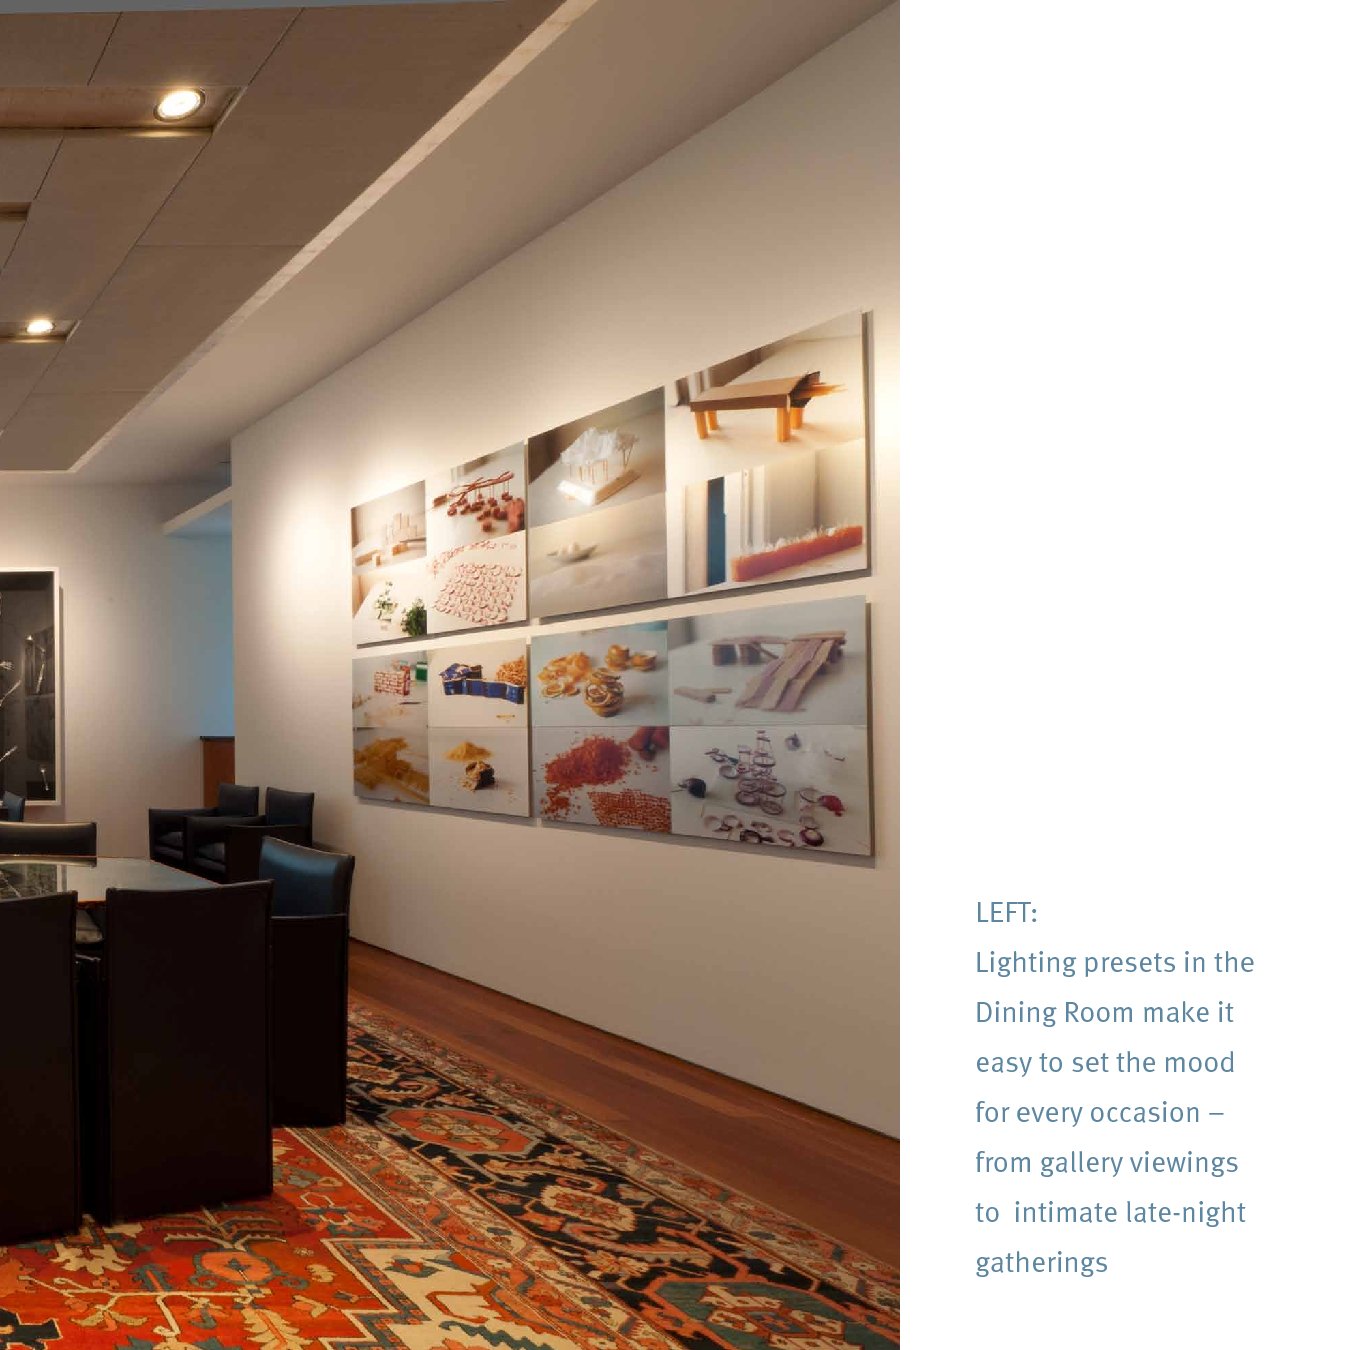 LEFT:
Lighting presets in the
Dining Room make it
easy to set the mood
for every occasion –
from gallery viewings
to  intimate late-night
gatherings